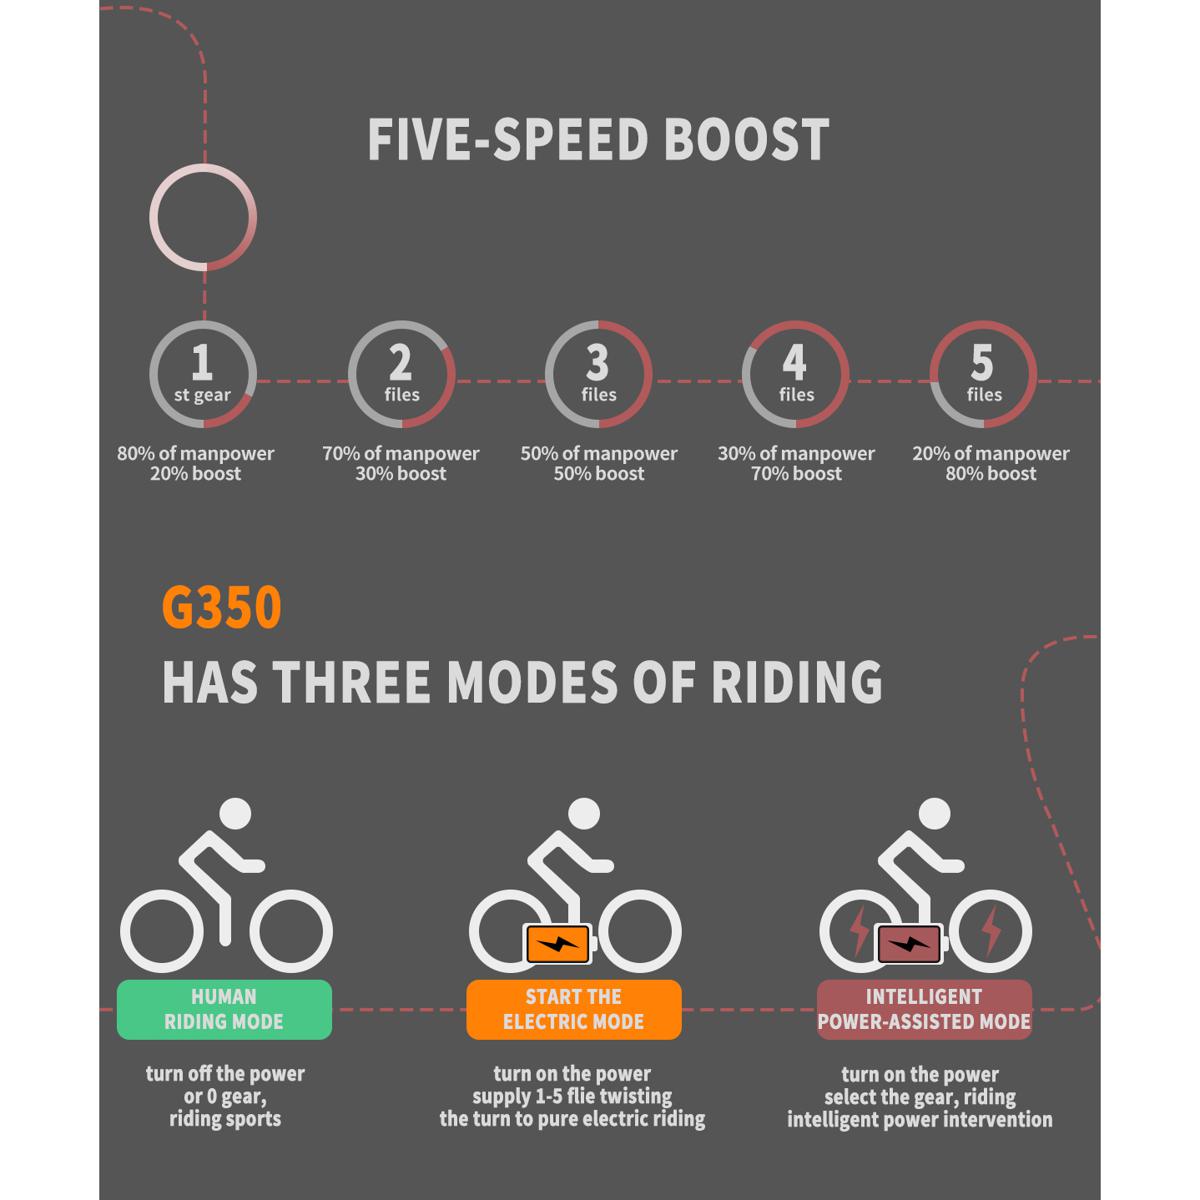 FIVE-SPEED BOOST
1
st gear
2
files
3
files
4
files
5
files
80% of manpower
20% boost
70% of manpower
30% boost
50% of manpower
50% boost
30% of manpower
70% boost
20% of manpower
80% boost
G350
HAS THREE MODES OF RIDING
HUMAN
RIDING MODE
turn off the power
or 0 gear,
riding sports
START THE
ELECTRIC MODE
turn on the power
supply 1-5 flie twisting
the turn to pure electric riding
INTELLIGENT
POWER-ASSISTED MODE
turn on the power
select the gear, riding
intelligent power intervention